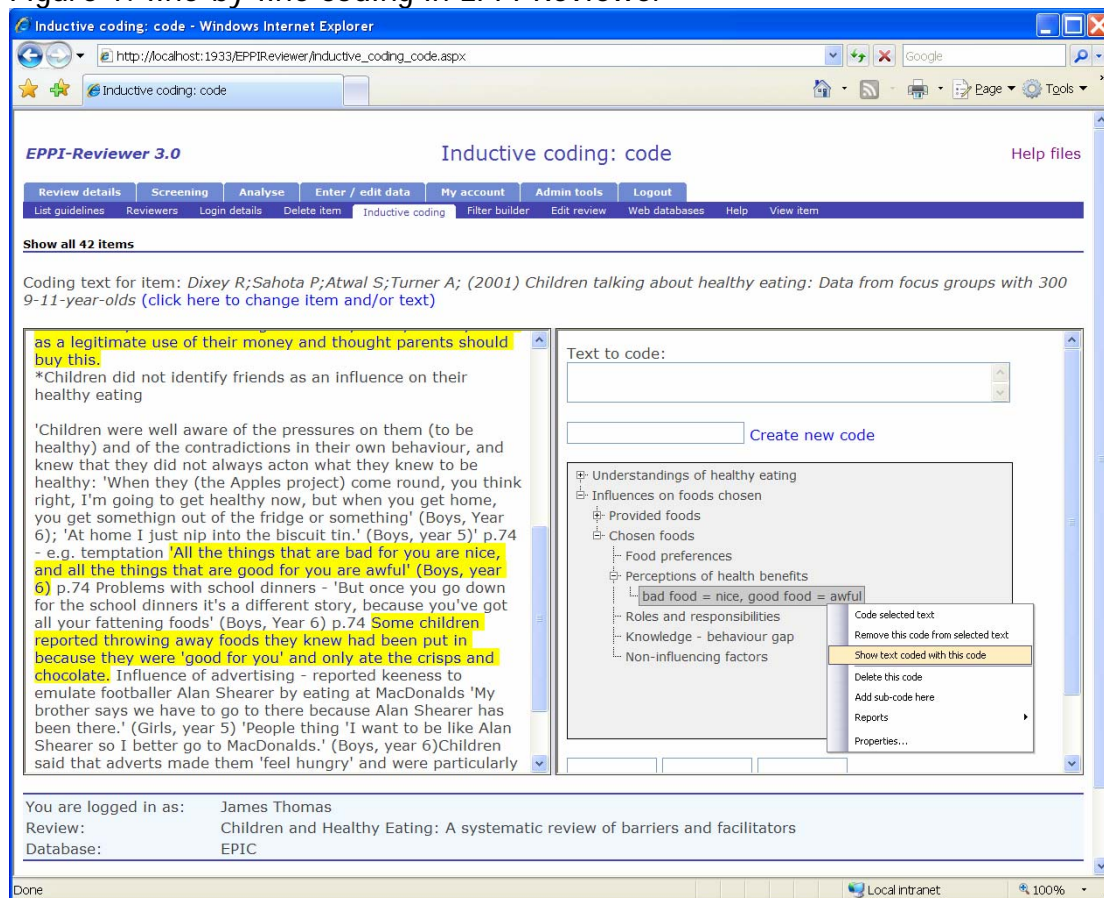 Figure 1: line-by-line coding in EPPI-Reviewer
Inductive coding: code - Windows Internet Explorer
http://localhost:1933/EPPIReviewer/inductive_coding_code.aspx
Google
Inductive coding: code
Page
Tools
EPPI-Reviewer 3.0
Inductive coding: code
Help files
Review details Screening Analyse Enter / edit data My account Admin tools Logout
List guidelines Reviewers Login details Delete item Inductive coding Filter builder Edit review Web databases Help View item
Show all 42 items
Coding text for item: Dixey R;Sahota P;Atwal S;Turner A; (2001) Children talking about healthy eating: Data from focus groups with 300
9-11-year-olds (click here to change item and/or text)
as a legitimate use of their money and thought parents should
buy this.
*Children did not identify friends as an influence on their
healthy eating
'Children were well aware of the pressures on them (to be
healthy) and of the contradictions in their own behaviour, and
knew that they did not always acton what they knew to be
healthy: 'When they (the Apples project) come round, you think
right, I'm going to get healthy now, but when you get home,
you get somethign out of the fridge or something' (Boys, Year
6); 'At home I just nip into the biscuit tin.' (Boys, year 5)' p.74
- e.g. temptation 'All the things that are bad for you are nice,
and all the things that are good for you are awful' (Boys, year
6) p.74 Problems with school dinners - 'But once you go down
for the school dinners it's a different story, because you've got
all your fattening foods' (Boys, Year 6) p.74 Some children
reported throwing away foods they knew had been put in
because they were 'good for you' and only ate the crisps and
chocolate. Influence of advertising - reported keeness to
emulate footballer Alan Shearer by eating at MacDonalds 'My
brother says we have to go to there because Alan Shearer has
been there.' (Girls, year 5) 'People thing 'I want to be like Alan
Shearer so I better go to MacDonalds.' (Boys, year 6)Children
said that adverts made them 'feel hungry' and were particularly
Text to code:
Create new code
Understandings of healthy eating
Influences on foods chosen
Provided foods
Chosen foods
Food preferences
Perceptions of health benefits
bad food = nice, good food = awful
Roles and responsibilities
Knowledge - behaviour gap
Non-influencing factors
Code selected text
Remove this code from selected text
Show text coded with this code
Delete this code
Add sub-code here
Reports
Properties...
You are logged in as: James Thomas
Review: Children and Healthy Eating: A systematic review of barriers and facilitators
Database: EPIC
Done
Local intranet
100%